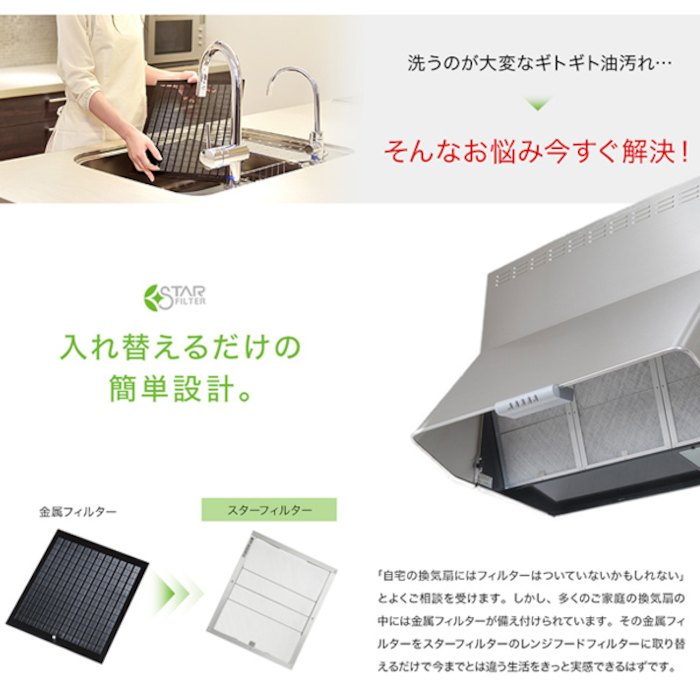 洗うのが大変なギトギト油汚れ…
そんなお悩み今すぐ解決！
STAR
FILTER
入れ替えるだけの
簡単設計。
金属フィルター
スターフィルター
「自宅の換気扇にはフィルターはついていないかもしれない」
とよくご相談を受けます。しかし、多くのご家庭の換気扇の
中には金属フィルターが備え付けられています。その金属フィ
ルターをスターフィルターのレンジフードフィルターに取り替
えるだけで今までとは違う生活をきっと実感できるはずです。